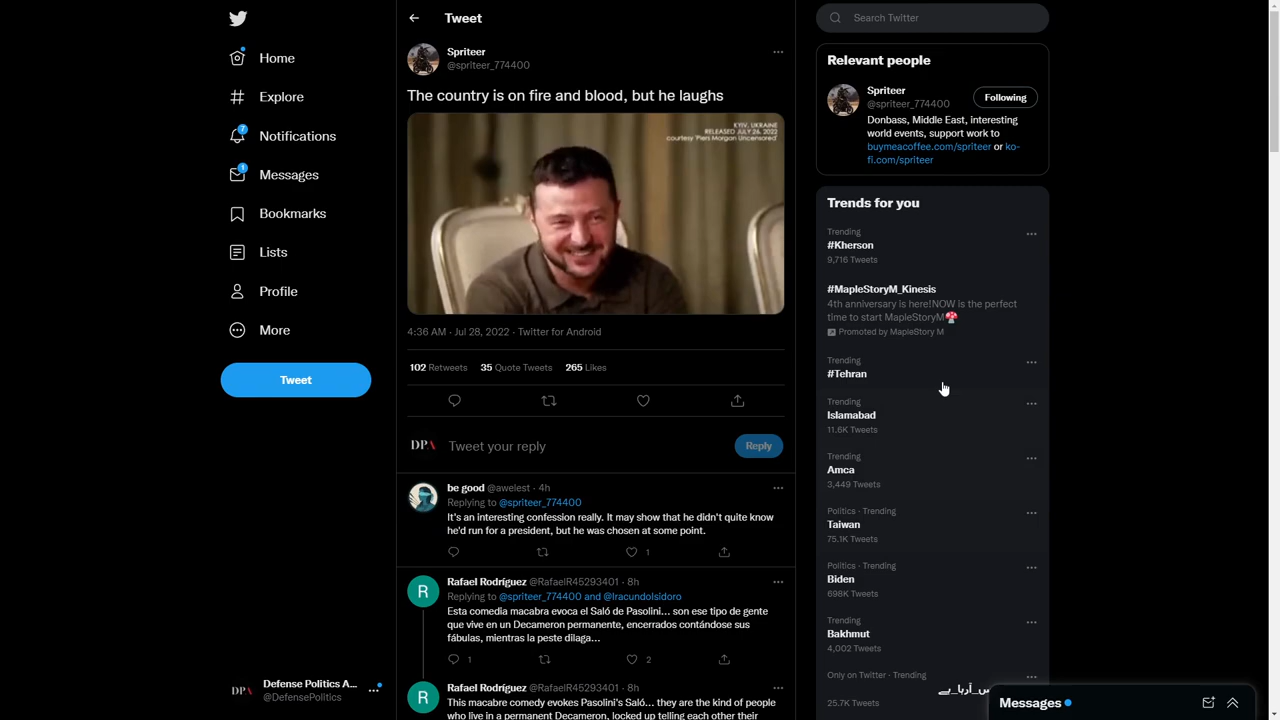 Home
Explore
7
Notifications
1
Messages
Bookmarks
Lists
Profile
More
Tweet
DPA
Defense Politics A...
@DefensePolitics
Tweet
Spriteer
@spriteer_774400
The country is on fire and blood, but he laughs
KYIV, UKRAINE
RELEASED JULY 26, 2022
courtesy 'Piers Morgan Uncensored'
4:36 AM · Jul 28, 2022 · Twitter for Android
102 Retweets 35 Quote Tweets 265 Likes
DPA
Tweet your reply
Reply
be good @awelest · 4h
Replying to @spriteer_774400
It's an interesting confession really. It may show that he didn't quite know
he'd run for a president, but he was chosen at some point.
1
R
Rafael Rodríguez @RafaelR45293401 · 8h
Replying to @spriteer_774400 and @IracundoIsidoro
Esta comedia macabra evoca el Saló de Pasolini... son ese tipo de gente
que vive en un Decameron permanente, encerrados contándose sus
fábulas, mientras la peste dilaga...
1 2
R
Rafael Rodríguez @RafaelR45293401 · 8h
This macabre comedy evokes Pasolini's Saló... they are the kind of people
who live in a permanent Decameron, locked up telling each other their
Search Twitter
Relevant people
Spriteer
@spriteer_774400
Following
Donbass, Middle East, interesting
world events, support work to
buymeacoffee.com/spriteer or ko-
fi.com/spriteer
Trends for you
Trending
#Kherson
9,716 Tweets
#MapleStoryM_Kinesis
4th anniversary is here!NOW is the perfect
time to start MapleStoryM🍄
Promoted by MapleStory M
Trending
#Tehran
Trending
Islamabad
11.6K Tweets
Trending
Amca
3,449 Tweets
Politics · Trending
Taiwan
75.1K Tweets
Politics · Trending
Biden
698K Tweets
Trending
Bakhmut
4,002 Tweets
Only on Twitter · Trending
25.7K Tweets
Messages